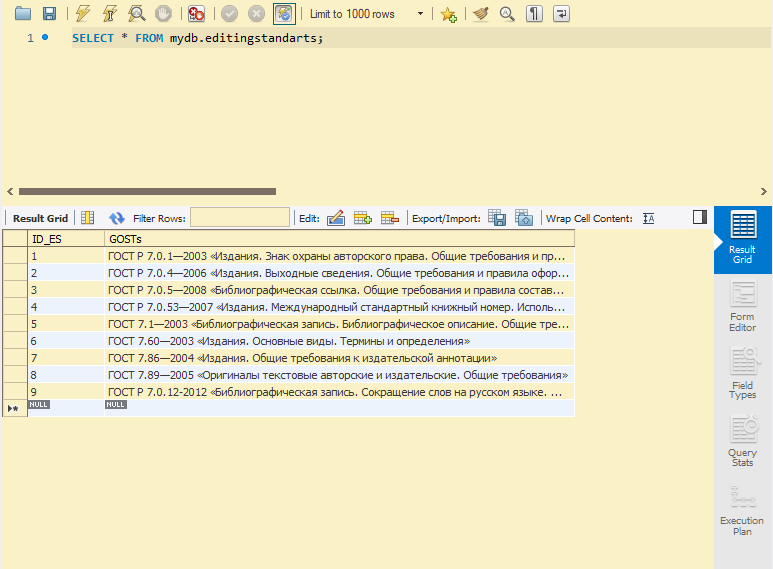 Limit to 1000 rows
1 SELECT * FROM mydb.editingstandarts;
Result Grid Filter Rows: Edit: Export/Import: Wrap Cell Content:
ID_ES GOSTs
1 ГОСТ Р 7.0.1—2003 «Издания. Знак охраны авторского права. Общие требования и пр...
2 ГОСТ Р 7.0.4—2006 «Издания. Выходные сведения. Общие требования и правила офор...
3 ГОСТ Р 7.0.5—2008 «Библиографическая ссылка. Общие требования и правила состав...
4 ГОСТ Р 7.0.53—2007 «Издания. Международный стандартный книжный номер. Исполь...
5 ГОСТ 7.1—2003 «Библиографическая запись. Библиографическое описание. Общие тре...
6 ГОСТ 7.60—2003 «Издания. Основные виды. Термины и определения»
7 ГОСТ 7.86—2004 «Издания. Общие требования к издательской аннотации»
8 ГОСТ 7.89—2005 «Оригиналы текстовые авторские и издательские. Общие требования»
9 ГОСТ Р 7.0.12-2012 «Библиографическая запись. Сокращение слов на русском языке. ...
NULL NULL
Result
Grid
Form
Editor
Field
Types
Query
Stats
Execution
Plan